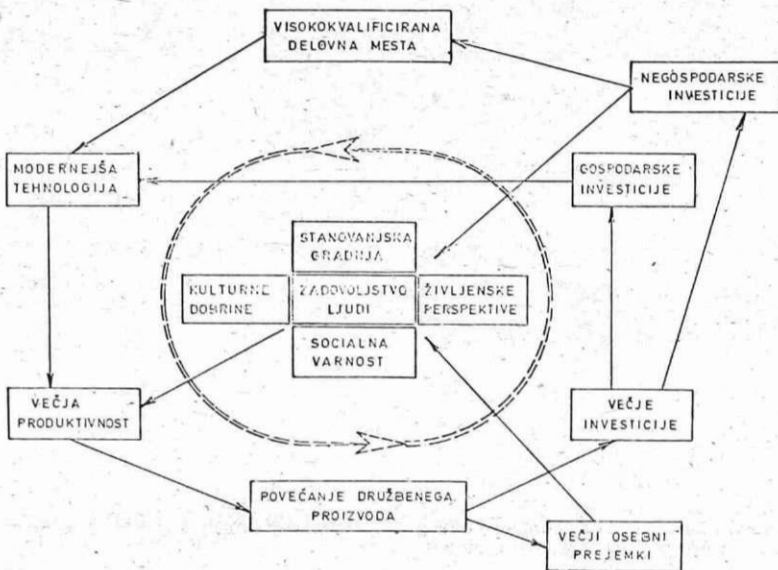 VISOKOKVALIFICIRANA
DELOVNA MESTA
NEGOSPODARSKE
INVESTICIJE
MODERNEJŠA
TEHNOLOGIJA
GOSPODARSKE
INVESTICIJE
STANOVANJSKA
GRADNJA
KULTURNE
DOBRINE
ZADOVOLJSTVO
LJUDI
ŽIVLJENSKE
PERSPEKTIVE
SOCIALNA
VARNOST
VEČJA
PRODUKTIVNOST
VEČJE
INVESTICIJE
POVEČANJE DRUŽBENEGA
PROIZVODA
VEČJI OSEBNI
PREJEMKI